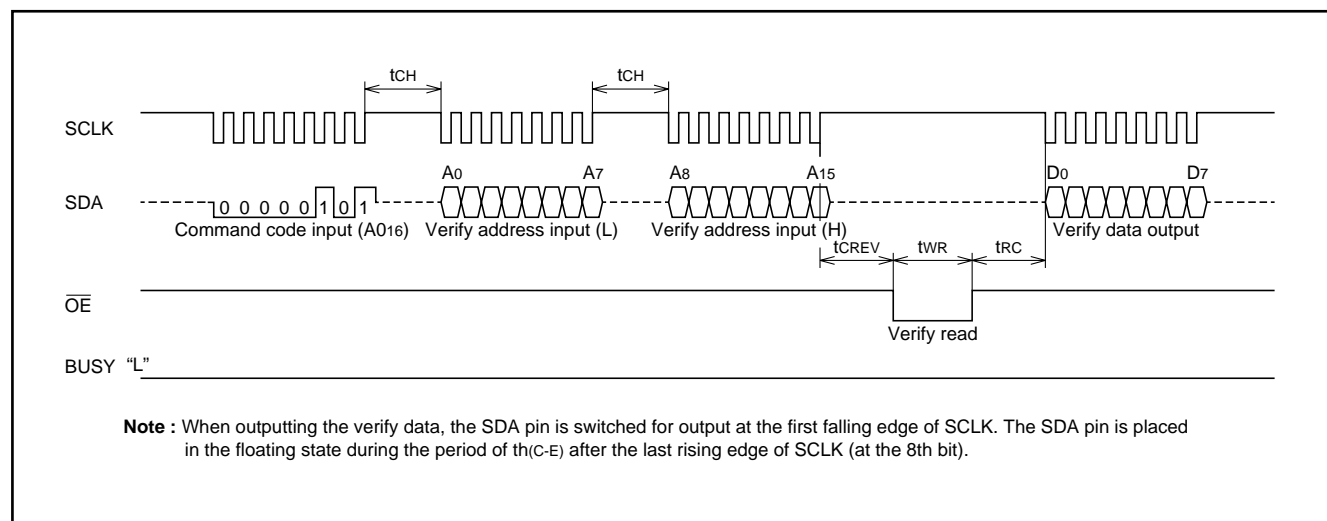 tCH tCH
SCLK
A0 A7 A8 A15 D0 D7
SDA
0 0 0 0 0 1 0 1
Command code input (A016) Verify address input (L) Verify address input (H) Verify data output
tCREV tWR tRC
OE
Verify read
BUSY “L”
Note : When outputting the verify data, the SDA pin is switched for output at the first falling edge of SCLK. The SDA pin is placed
in the floating state during the period of th(C-E) after the last rising edge of SCLK (at the 8th bit).